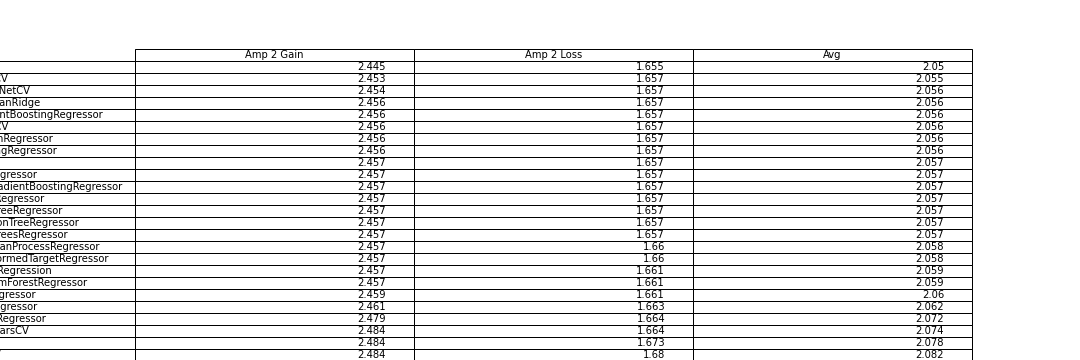 Amp 2 Gain Amp 2 Loss Avg
2.445 1.655 2.05
CV 2.453 1.657 2.055
NetCV 2.454 1.657 2.056
anRidge 2.456 1.657 2.056
ntBoostingRegressor 2.456 1.657 2.056
CV 2.456 1.657 2.056
nRegressor 2.456 1.657 2.056
gRegressor 2.456 1.657 2.056
2.457 1.657 2.057
gressor 2.457 1.657 2.057
adientBoostingRegressor 2.457 1.657 2.057
Regressor 2.457 1.657 2.057
reeRegressor 2.457 1.657 2.057
onTreeRegressor 2.457 1.657 2.057
reesRegressor 2.457 1.657 2.057
anProcessRegressor 2.457 1.66 2.058
ormedTargetRegressor 2.457 1.66 2.058
Regression 2.457 1.661 2.059
mForestRegressor 2.457 1.661 2.059
gressor 2.459 1.661 2.06
gressor 2.461 1.663 2.062
Regressor 2.479 1.664 2.072
arsCV 2.484 1.664 2.074
2.484 1.673 2.078
2.484 1.68 2.082